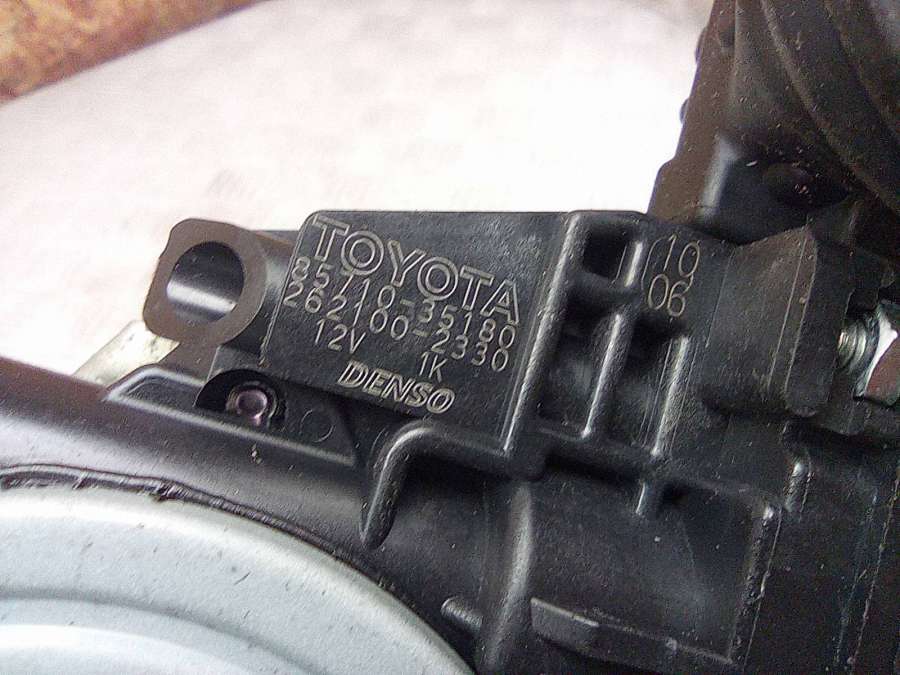 TOYOTA
85710-35180
262100-2330
12V 1K
DENSO
10
06